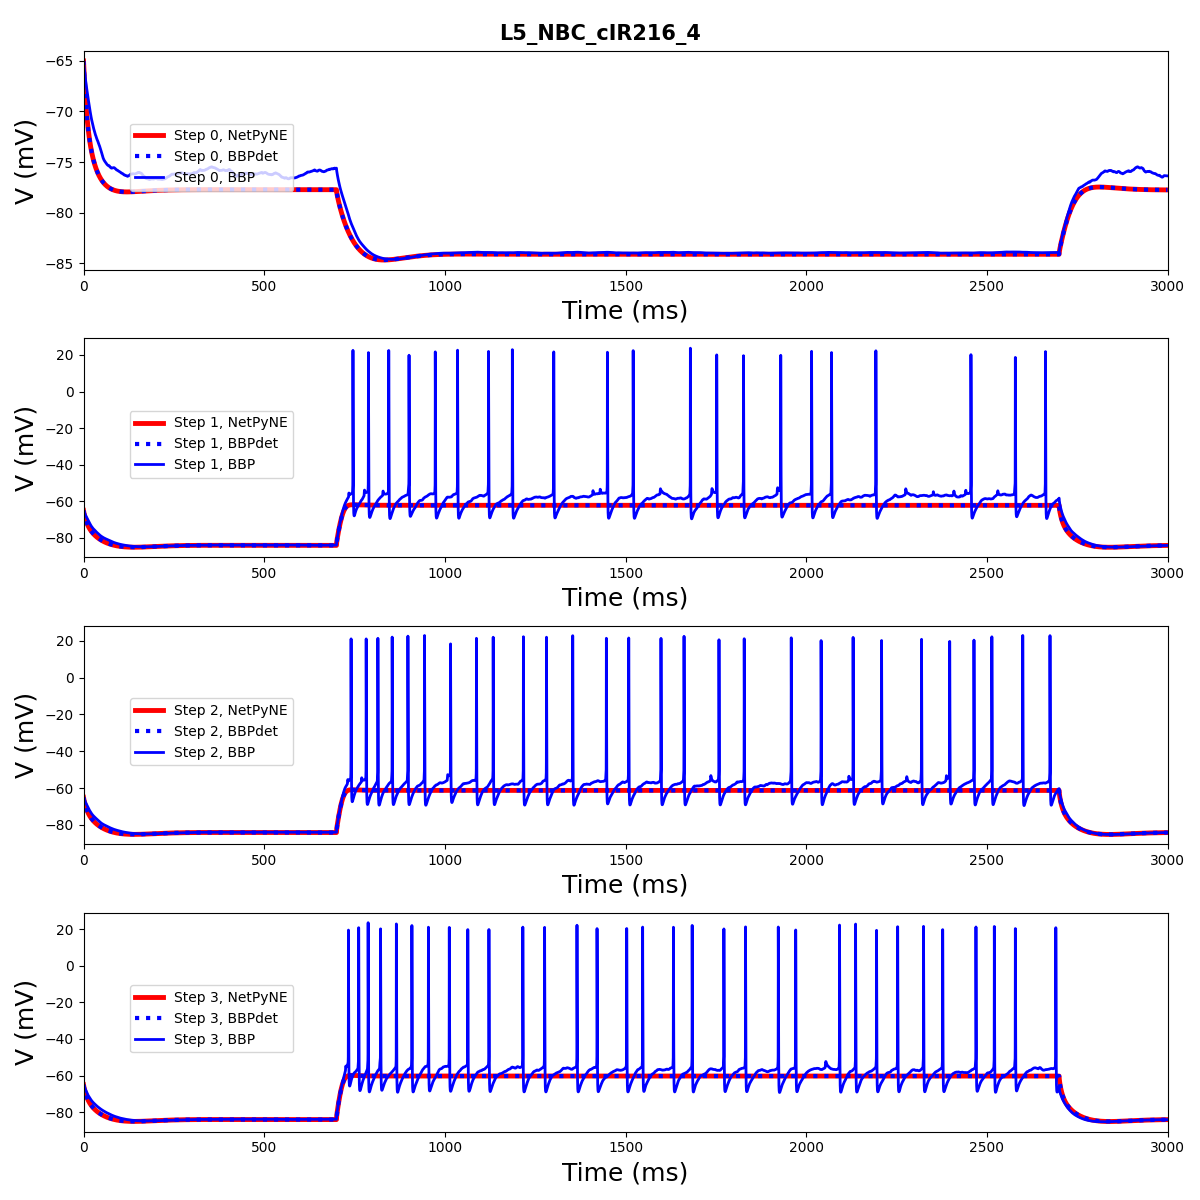 L5_NBC_cIR216_4
−65
−70
−75
−80
−85
V (mV)
Step 0, NetPyNE
Step 0, BBPdet
Step 0, BBP
0 500 1000 1500 2000 2500 3000
Time (ms)
20
0
−20
−40
−60
−80
V (mV)
Step 1, NetPyNE
Step 1, BBPdet
Step 1, BBP
0 500 1000 1500 2000 2500 3000
Time (ms)
20
0
−20
−40
−60
−80
V (mV)
Step 2, NetPyNE
Step 2, BBPdet
Step 2, BBP
0 500 1000 1500 2000 2500 3000
Time (ms)
20
0
−20
−40
−60
−80
V (mV)
Step 3, NetPyNE
Step 3, BBPdet
Step 3, BBP
0 500 1000 1500 2000 2500 3000
Time (ms)